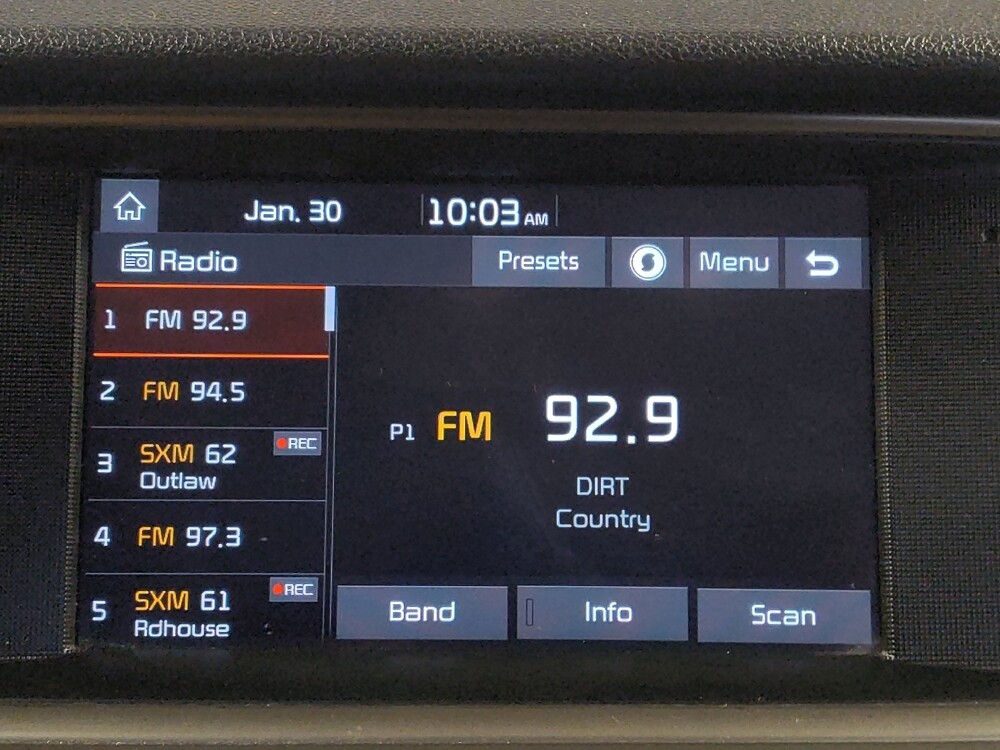 Jan. 30 10:03 AM
Radio Presets Menu
1 FM 92.9
2 FM 94.5
3 SXM 62 REC
Outlaw
4 FM 97.3
5 SXM 61 REC
Rdhouse
P1 FM 92.9
DIRT
Country
Band Info Scan